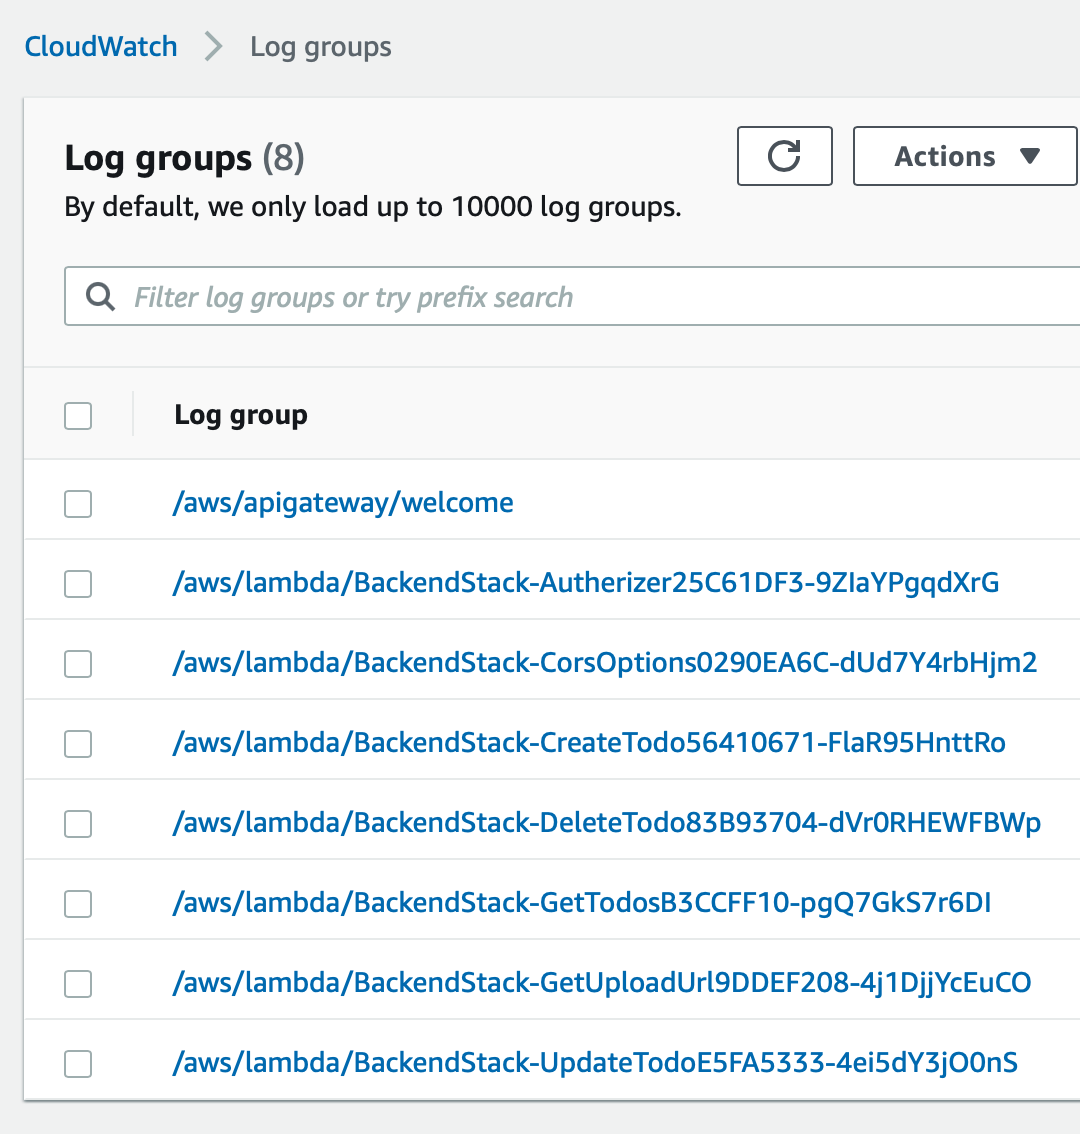 CloudWatch > Log groups
Log groups (8)
Actions ▼
By default, we only load up to 10000 log groups.
Filter log groups or try prefix search
Log group
/aws/apigateway/welcome
/aws/lambda/BackendStack-Autherizer25C61DF3-9ZIaYPgqdXrG
/aws/lambda/BackendStack-CorsOptions0290EA6C-dUd7Y4rbHjm2
/aws/lambda/BackendStack-CreateTodo56410671-FlaR95HnttRo
/aws/lambda/BackendStack-DeleteTodo83B93704-dVr0RHEWFBWp
/aws/lambda/BackendStack-GetTodosB3CCFF10-pgQ7GkS7r6DI
/aws/lambda/BackendStack-GetUploadUrl9DDEF208-4j1DjjYcEuCO
/aws/lambda/BackendStack-UpdateTodoE5FA5333-4ei5dY3jO0nS